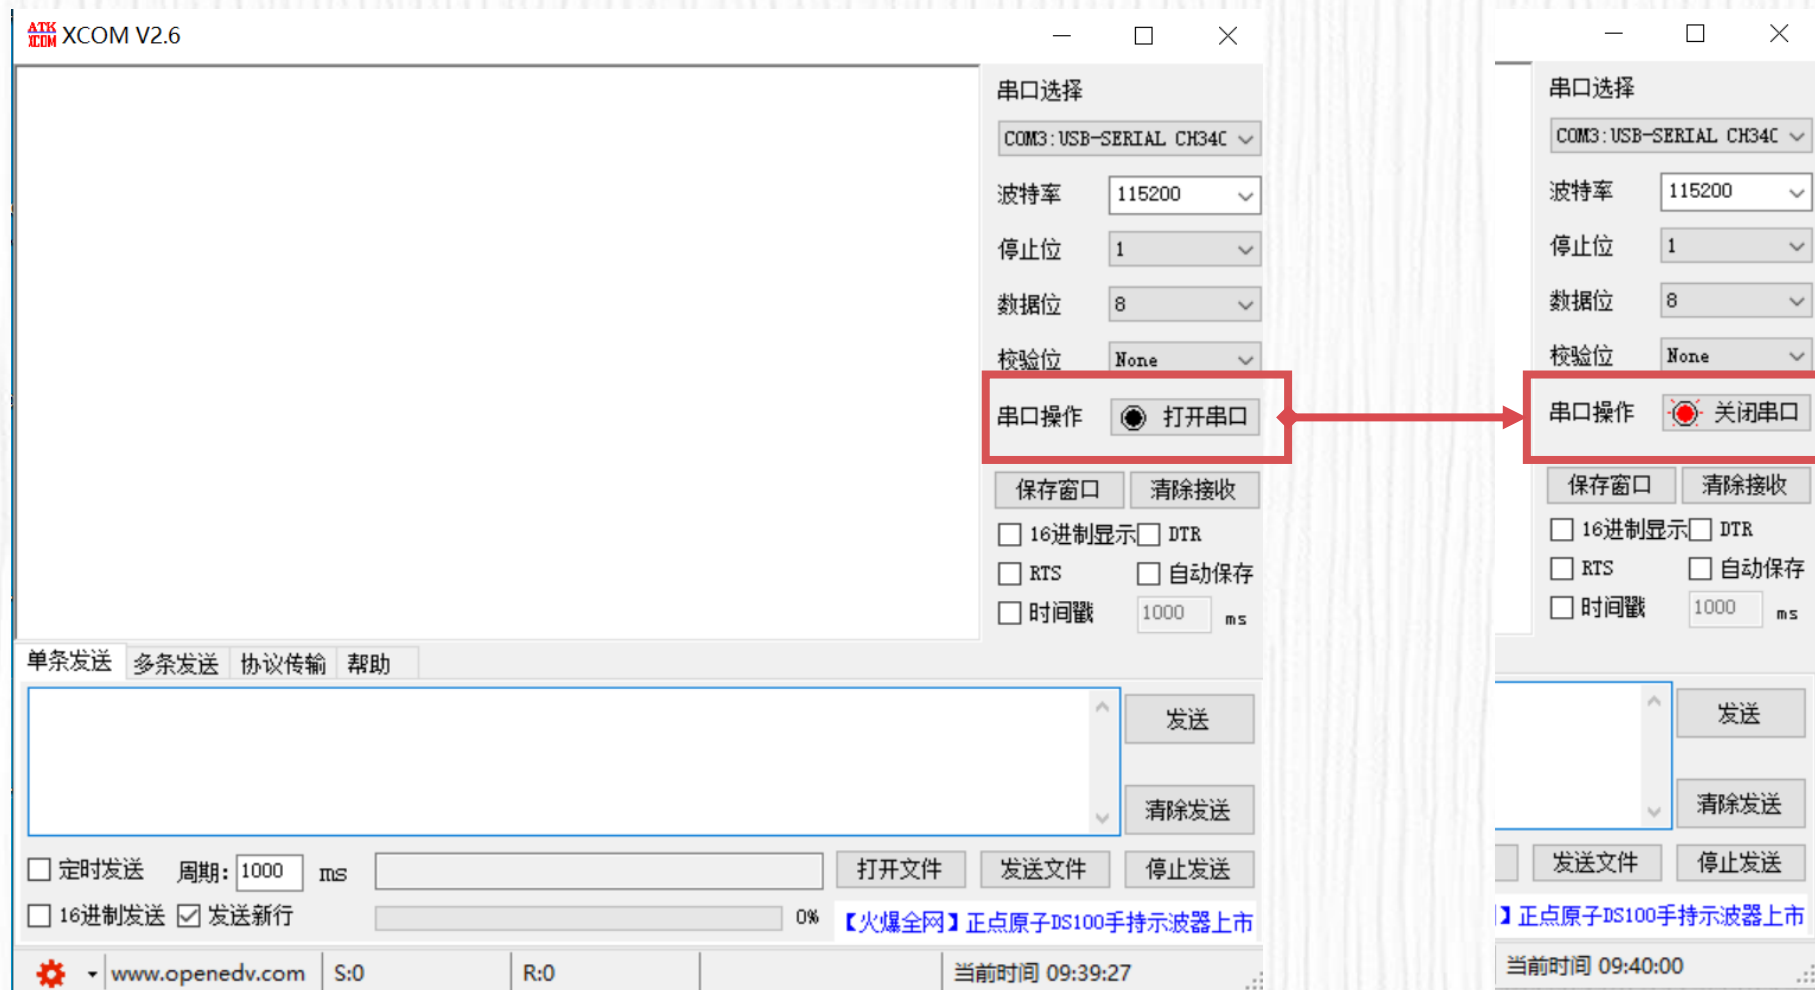 ATK
XCOM XCOM V2.6
串口选择
COM3:USB-SERIAL CH34C
波特率 115200
停止位 1
数据位 8
校验位 None
串口操作 打开串口
保存窗口 清除接收
16进制显示 DTR
RTS 自动保存
时间戳 1000 ms
单条发送 多条发送 协议传输 帮助
发送
清除发送
定时发送 周期: 1000 ms 打开文件 发送文件 停止发送
16进制发送 发送新行 0% 【火爆全网】正点原子DS100手持示波器上市
www.openedv.com S:0 R:0 当前时间 09:39:27
串口选择
COM3:USB-SERIAL CH34C
波特率 115200
停止位 1
数据位 8
校验位 None
串口操作 关闭串口
保存窗口 清除接收
16进制显示 DTR
RTS 自动保存
时间戳 1000 ms
发送
清除发送
发送文件 停止发送
】正点原子DS100手持示波器上市
当前时间 09:40:00